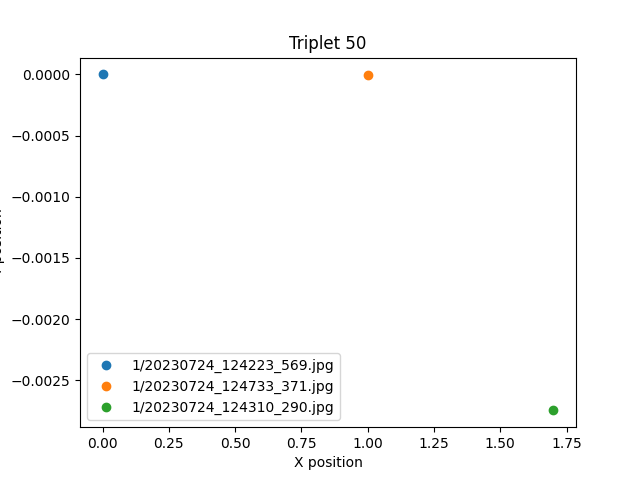 Triplet 50
0.0000
−0.0005
−0.0010
−0.0015
−0.0020
−0.0025
1/20230724_124223_569.jpg
1/20230724_124733_371.jpg
1/20230724_124310_290.jpg
0.00 0.25 0.50 0.75 1.00 1.25 1.50 1.75
X position